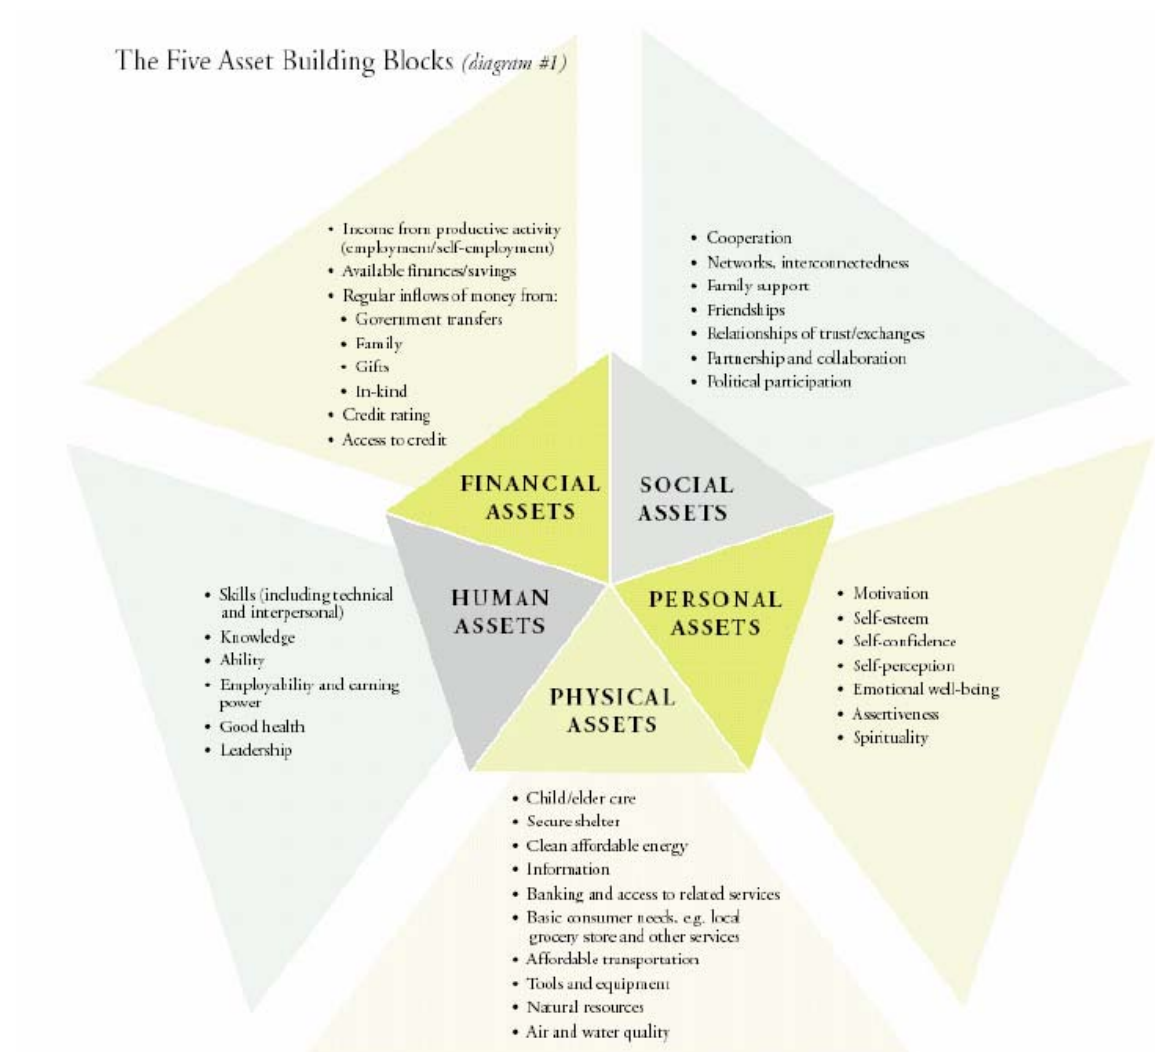 The Five Asset Building Blocks (diagram #1)
• Income from productive activity
(employment/self-employment)
• Available finances/savings
• Regular inflows of money from:
• Government transfers
• Family
• Gifts
• In-kind
• Credit rating
• Access to credit
• Cooperation
• Networks, interconnectedness
• Family support
• Friendships
• Relationships of trust/exchanges
• Partnership and collaboration
• Political participation
FINANCIAL
ASSETS
SOCIAL
ASSETS
• Skills (including technical
and interpersonal)
• Knowledge
• Ability
• Employability and earning
power
• Good health
• Leadership
HUMAN
ASSETS
PERSONAL
ASSETS
• Motivation
• Self-esteem
• Self-confidence
• Self-perception
• Emotional well-being
• Assertiveness
• Spirituality
PHYSICAL
ASSETS
• Child/elder care
• Secure shelter
• Clean affordable energy
• Information
• Banking and access to related services
• Basic consumer needs, e.g. local
grocery store and other services
• Affordable transportation
• Tools and equipment
• Natural resources
• Air and water quality